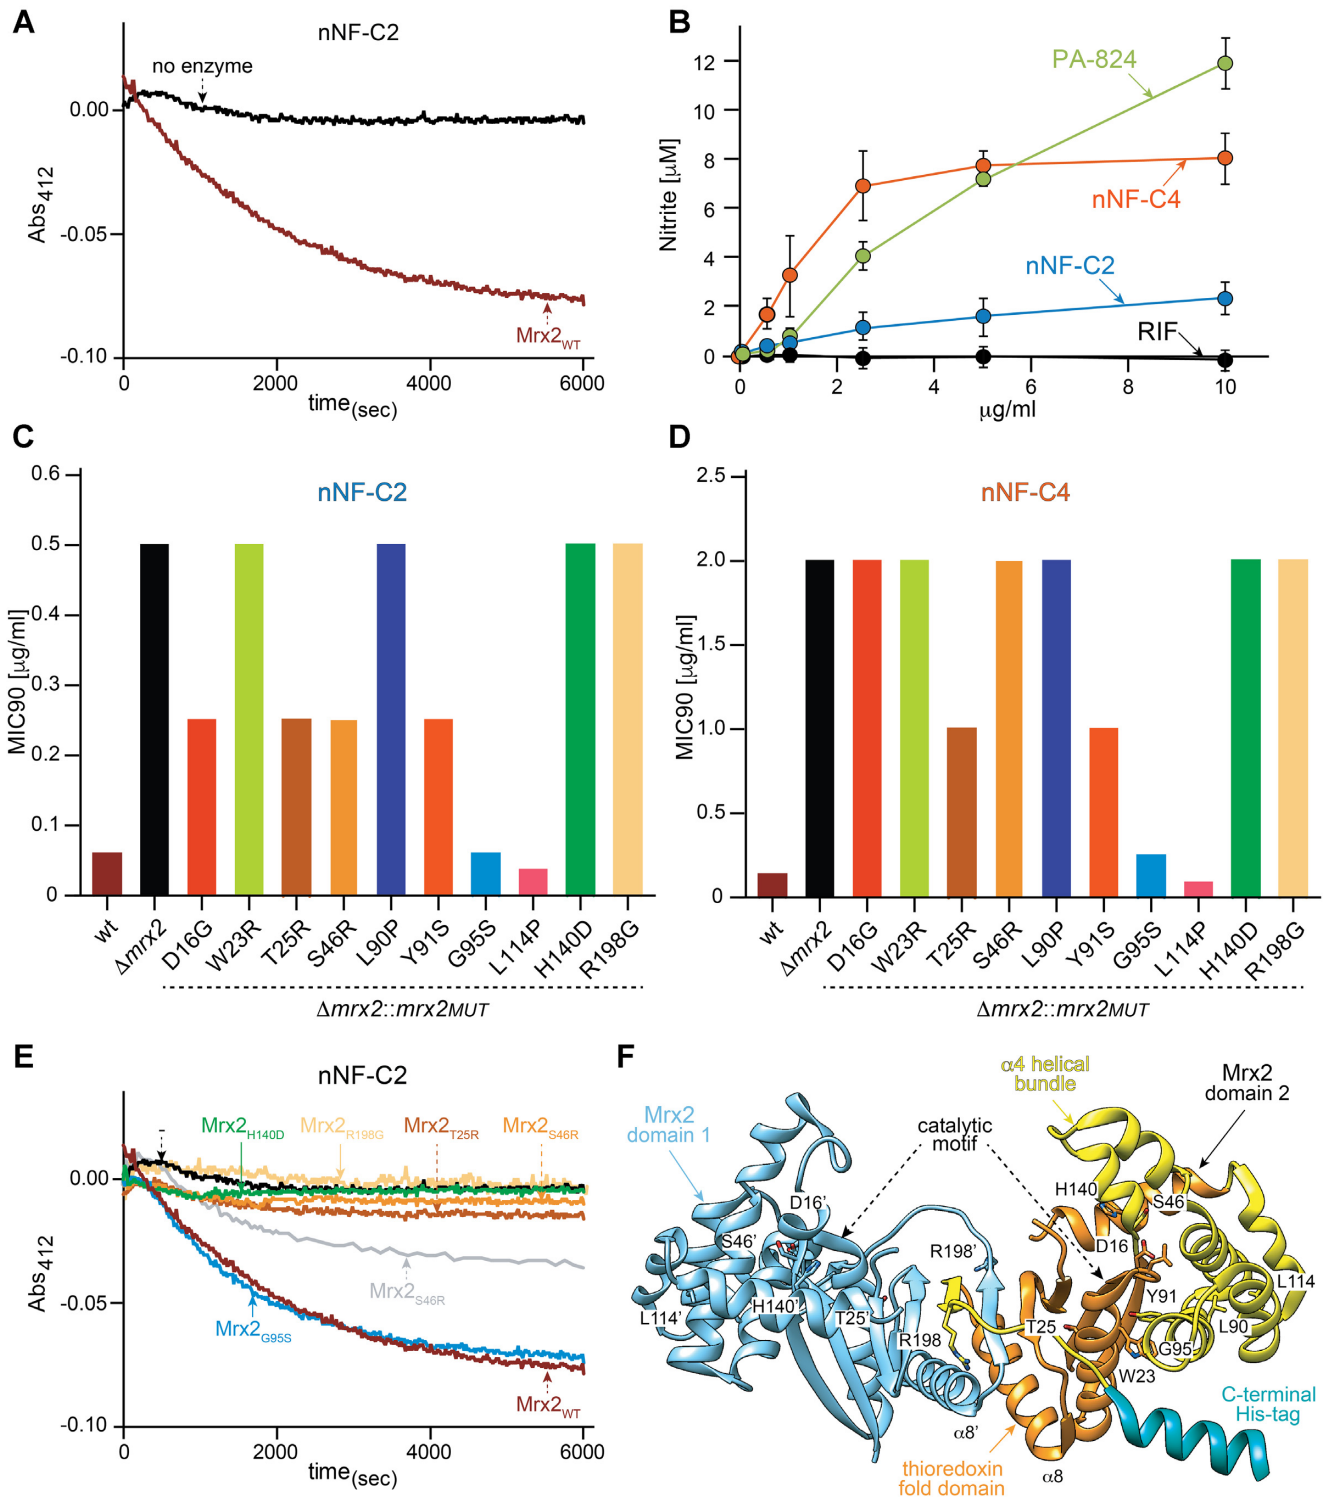 A
nNF-C2
no enzyme
0.00
-0.05
-0.10
Abs412
Mrx2WT
0
2000
4000
6000
time(sec)
B
12
10
8
6
4
2
0
Nitrite [µM]
PA-824
nNF-C4
nNF-C2
RIF
0
2
4
6
8
10
µg/ml
C
nNF-C2
0.6
0.5
0.4
0.3
0.2
0.1
0
MIC90 [µg/ml]
wt
Δmrx2
D16G
W23R
T25R
S46R
L90P
Y91S
G95S
L114P
H140D
R198G
Δmrx2::mrx2MUT
D
nNF-C4
2.5
2.0
1.5
1.0
0.5
0
MIC90 [µg/ml]
wt
Δmrx2
D16G
W23R
T25R
S46R
L90P
Y91S
G95S
L114P
H140D
R198G
Δmrx2::mrx2MUT
E
nNF-C2
-
Mrx2H140D
Mrx2R198G
Mrx2T25R
Mrx2S46R
0.00
-0.05
-0.10
Abs412
Mrx2S46R
Mrx2G95S
Mrx2WT
0
2000
4000
6000
time(sec)
F
α4 helical
bundle
Mrx2
domain 2
Mrx2
domain 1
catalytic
motif
H140
S46
D16'
D16
S46'
R198'
L114
Y91
L114'
H140'
T25'
T25
L90
R198
G95
W23
C-terminal
His-tag
α8'
thioredoxin
fold domain
α8